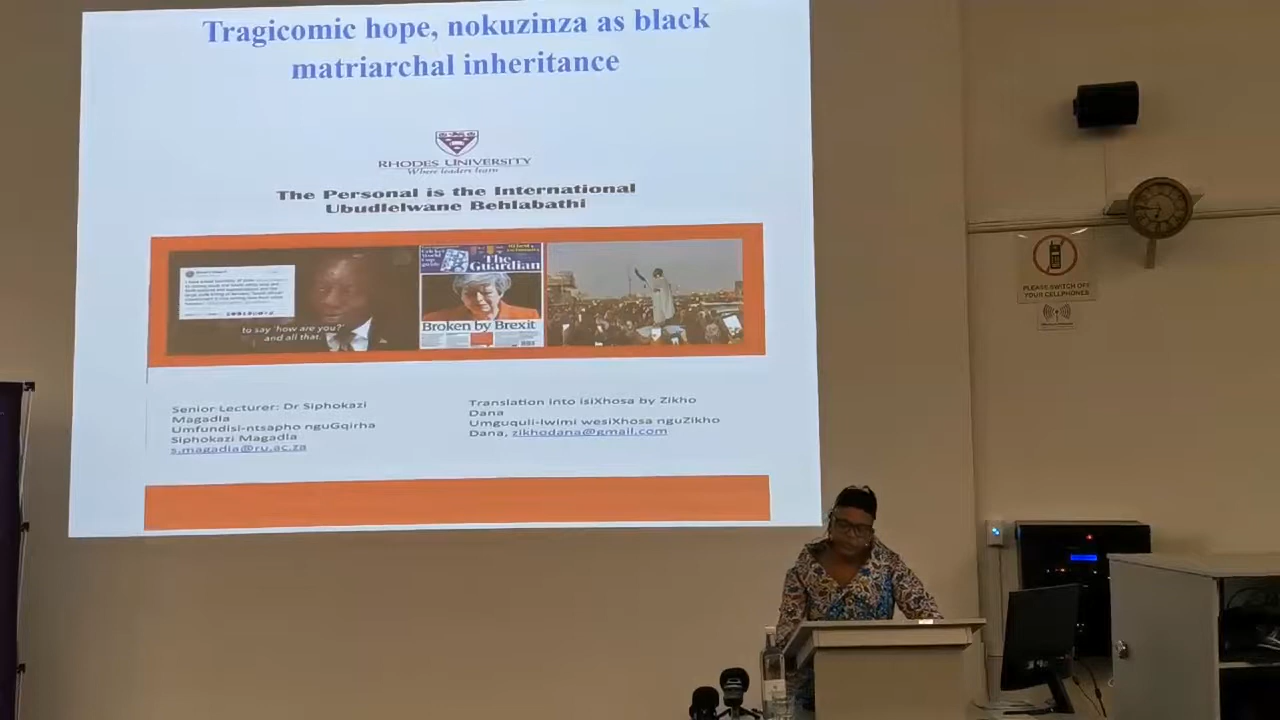 Tragicomic hope, nokuzinza as black
matriarchal inheritance
RHODES UNIVERSITY
Where leaders learn
The Personal is the International
Ubudlelwane Behlabathi
to say 'how are you?'
and all that.
The
Guardian
Broken by Brexit
Senior Lecturer: Dr Siphokazi
Magadla
Umfundisi-ntsapho nguGqirha
Siphokazi Magadla
s.magadla@ru.ac.za
Translation into isiXhosa by Zikho
Dana
Umguquli-lwimi wesiXhosa nguZikho
Dana, zikhodana@gmail.com
PLEASE SWITCH OFF
YOUR CELLPHONES